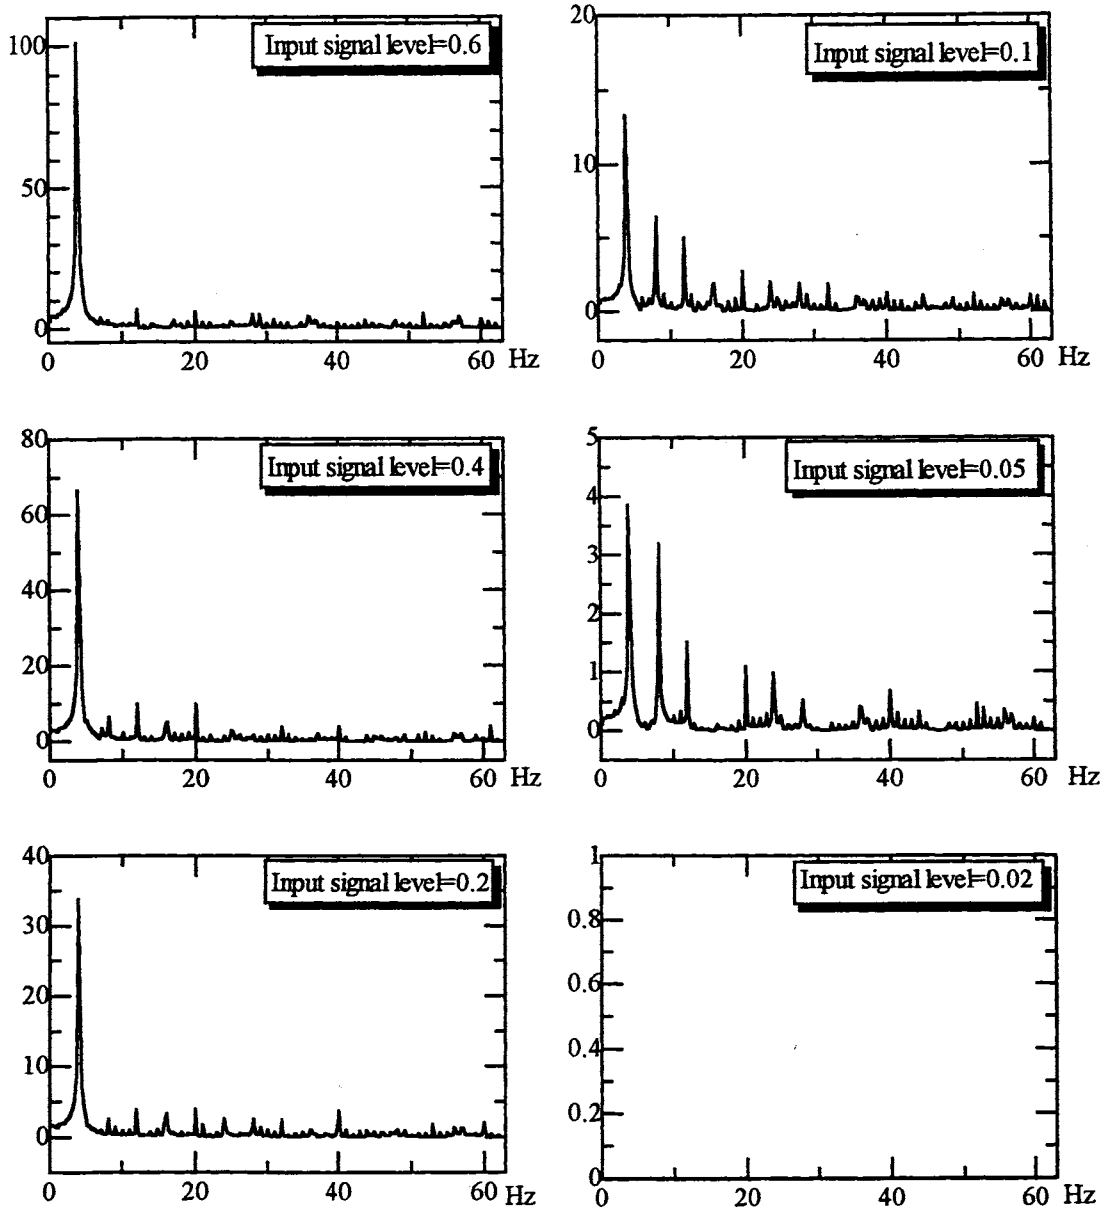 Input signal level=0.6
100
50
0
0 20 40 60 Hz
Input signal level=0.1
20
10
0
0 20 40 60 Hz
Input signal level=0.4
80
60
40
20
0
0 20 40 60 Hz
Input signal level=0.05
5
4
3
2
1
0
0 20 40 60 Hz
Input signal level=0.2
40
30
20
10
0
0 20 40 60 Hz
Input signal level=0.02
1
0.8
0.6
0.4
0.2
0
0 20 40 60 Hz